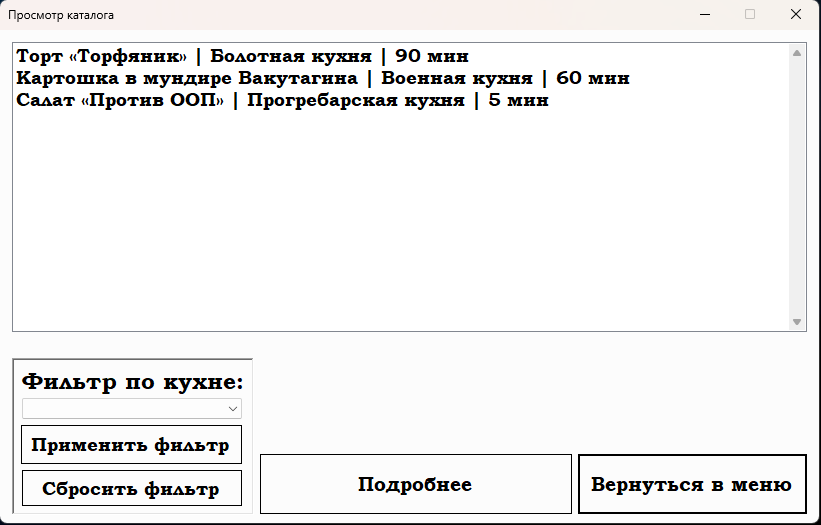 Просмотр каталога
Торт «Торфяник» | Болотная кухня | 90 мин
Картошка в мундире Вакутагина | Военная кухня | 60 мин
Салат «Против ООП» | Прогребарская кухня | 5 мин
Фильтр по кухне:
Применить фильтр
Сбросить фильтр
Подробнее
Вернуться в меню